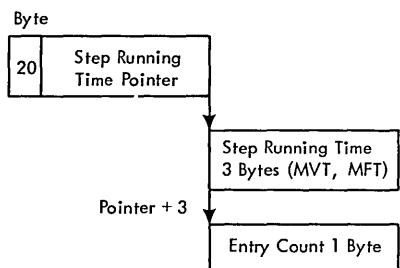 Byte
20 Step Running
Time Pointer
Step Running Time
3 Bytes (MVT, MFT)
Pointer + 3
Entry Count 1 Byte